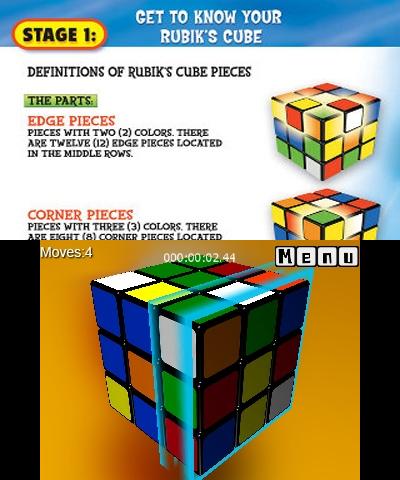 STAGE 1:
GET TO KNOW YOUR
RUBIK'S CUBE
DEFINITIONS OF RUBIK'S CUBE PIECES
THE PARTS:
EDGE PIECES
PIECES WITH TWO (2) COLORS. THERE
ARE TWELVE (12) EDGE PIECES LOCATED
IN THE MIDDLE ROWS.
CORNER PIECES
PIECES WITH THREE (3) COLORS. THERE
ARE EIGHT (8) CORNER PIECES LOCATED
Moves:4
000:00:02.44
Menu